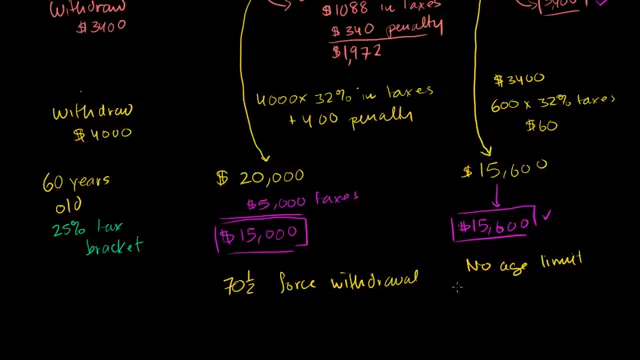 withdraw
$3400
$1088 in taxes
$340 penalty
$1,972
withdraw
$4000
4000 x 32% in taxes
+ 400 penalty
$3400
600 x 32% taxes
$60
60 years
old
25% tax
bracket
$ 20,000
$5,000 taxes
$15,000
$15,600
$15,600
70 1/2 force withdrawal
No age limit